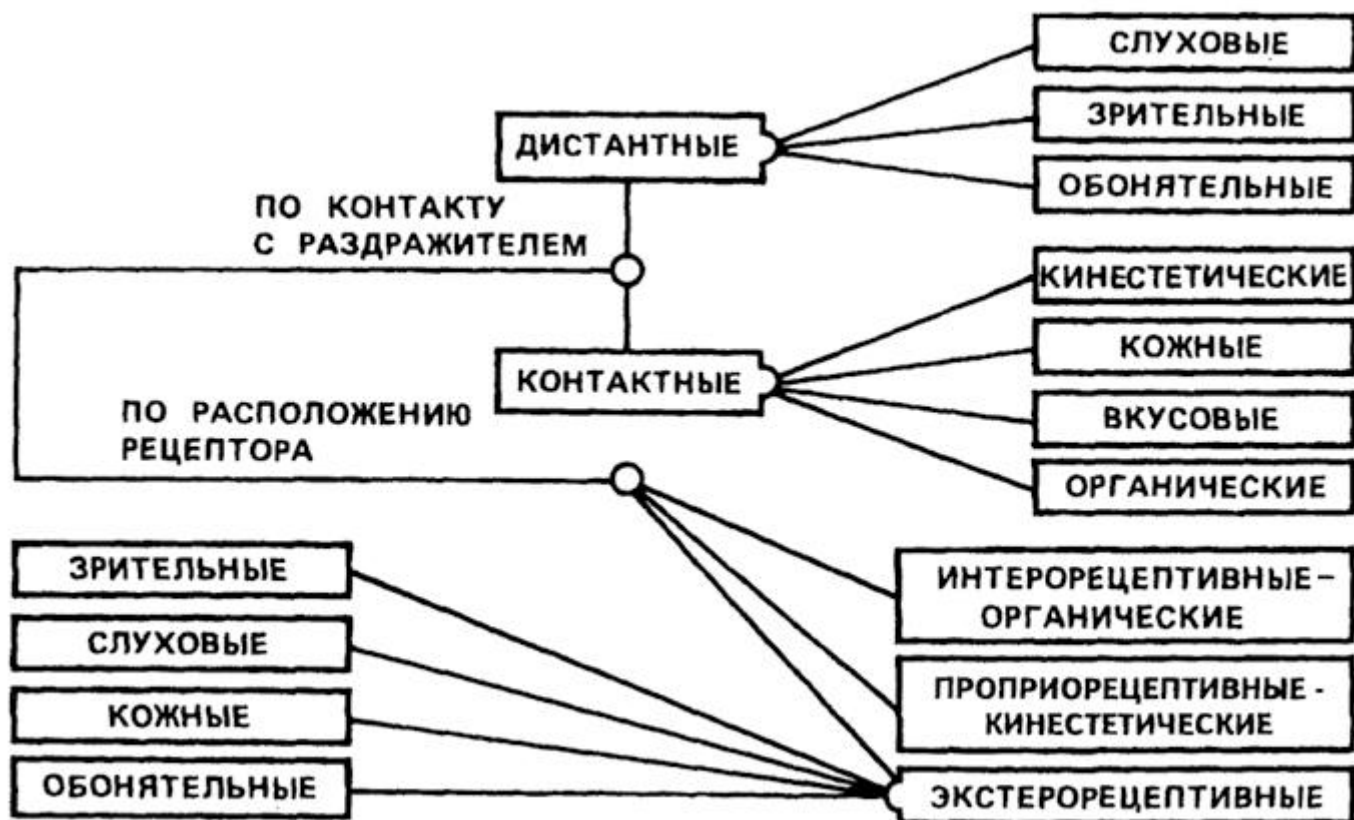 СЛУХОВЫЕ
ДИСТАНТНЫЕ
ЗРИТЕЛЬНЫЕ
ОБОНЯТЕЛЬНЫЕ
ПО КОНТАКТУ
С РАЗДРАЖИТЕЛЕМ
КИНЕСТЕТИЧЕСКИЕ
КОЖНЫЕ
КОНТАКТНЫЕ
ВКУСОВЫЕ
ОРГАНИЧЕСКИЕ
ПО РАСПОЛОЖЕНИЮ
РЕЦЕПТОРА
ЗРИТЕЛЬНЫЕ
СЛУХОВЫЕ
КОЖНЫЕ
ОБОНЯТЕЛЬНЫЕ
ИНТЕРОРЕЦЕПТИВНЫЕ –
ОРГАНИЧЕСКИЕ
ПРОПРИОРЕЦЕПТИВНЫЕ -
КИНЕСТЕТИЧЕСКИЕ
ЭКСТЕРОРЕЦЕПТИВНЫЕ